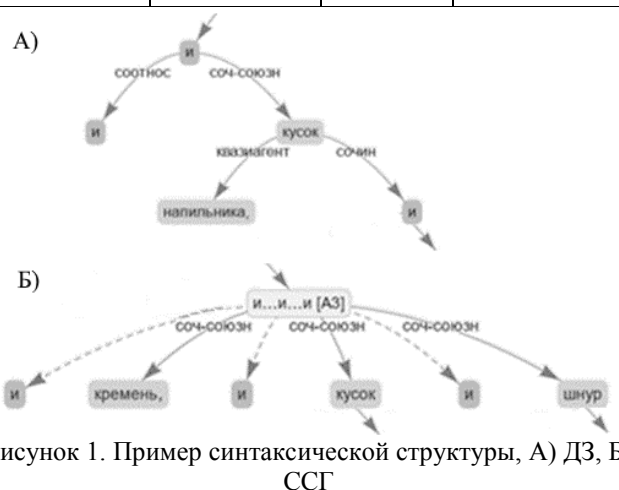 А)
и
соотнос соч-союзн
и кусок
квазиагент сочин
напильника, и
Б)
и...и...и [А3]
соч-союзн соч-союзн соч-союзн
и кремень, и кусок и шнур
исунок 1. Пример синтаксической структуры, А) ДЗ, Б
ССГ